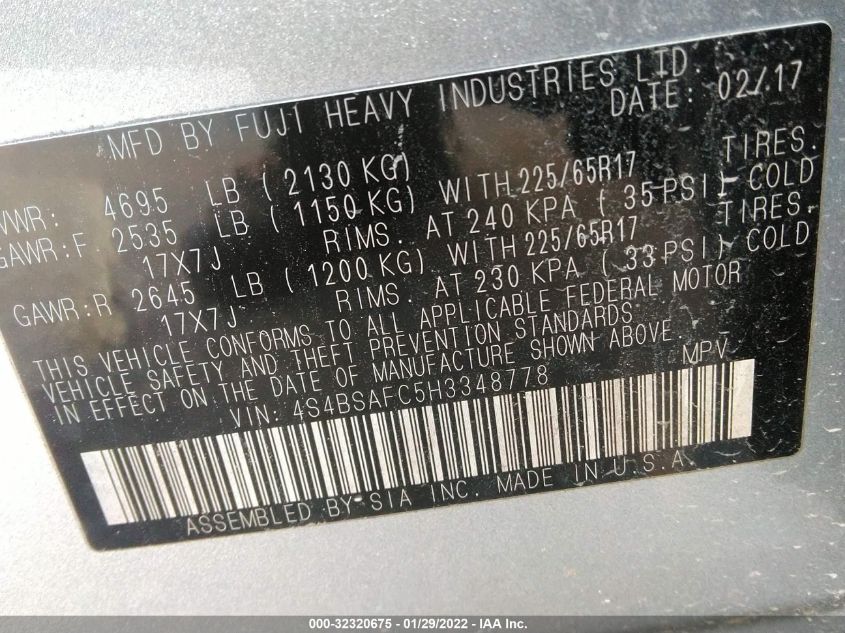 MFD BY FUJI HEAVY INDUSTRIES LTD.
DATE: 02/17
VWR: 4695 LB ( 2130 KG)
GAWR:F 2535 LB ( 1150 KG) WITH 225/65R17 TIRES.
17X7J RIMS. AT 240 KPA ( 35 PSI) COLD
GAWR:R 2645 LB ( 1200 KG) WITH 225/65R17 TIRES.
17X7J RIMS. AT 230 KPA ( 33 PSI) COLD
THIS VEHICLE CONFORMS TO ALL APPLICABLE FEDERAL MOTOR
VEHICLE SAFETY AND THEFT PREVENTION STANDARDS
IN EFFECT ON THE DATE OF MANUFACTURE SHOWN ABOVE.
VIN: 4S4BSAFC5H3348778 MPV
ASSEMBLED BY SIA INC. MADE IN U.S.A.
000-32320675 - 01/29/2022 - IAA Inc.